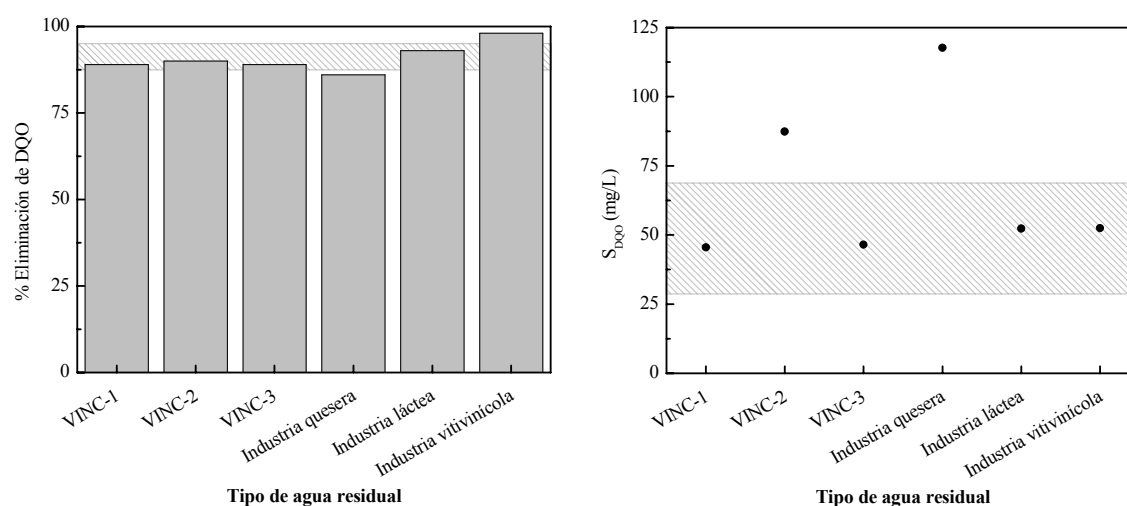 100
75
50
25
0
% Eliminación de DQO
VINC-1
VINC-2
VINC-3
Industria quesera
Industria láctea
Industria vitivinícola
Tipo de agua residual
125
100
75
50
25
0
S_DQO (mg/L)
VINC-1
VINC-2
VINC-3
Industria quesera
Industria láctea
Industria vitivinícola
Tipo de agua residual